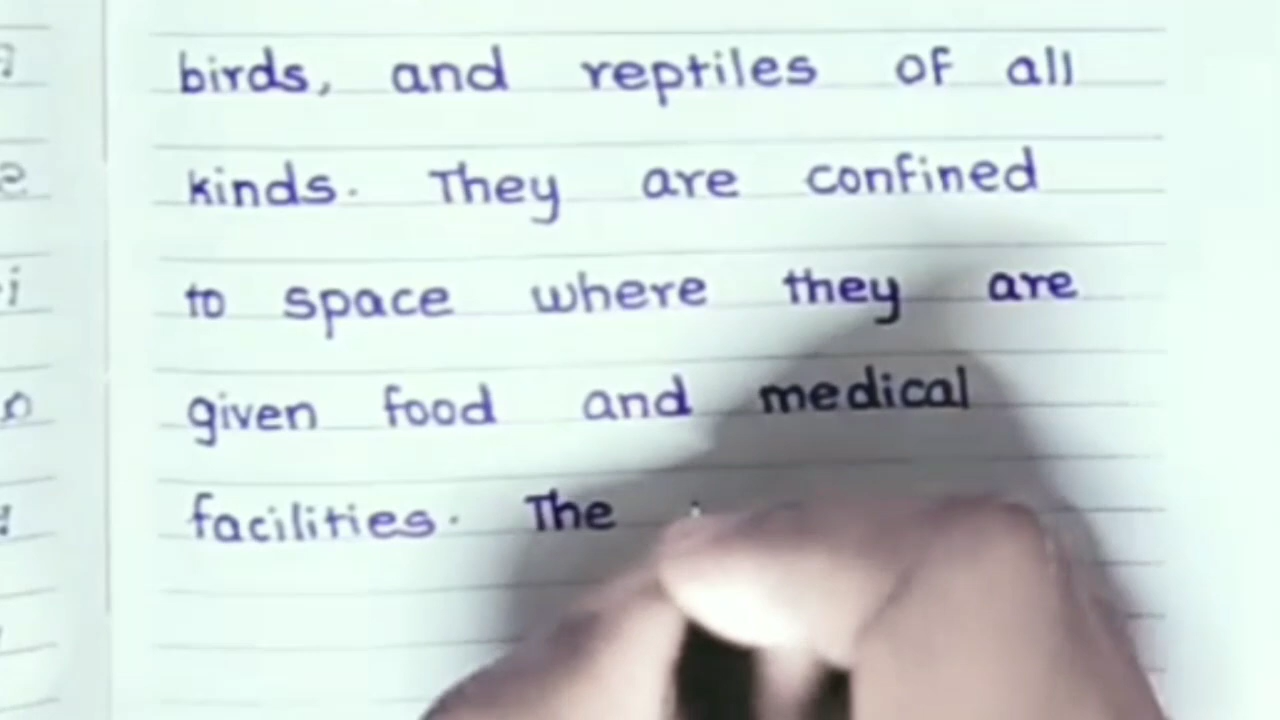 birds, and reptiles of all
kinds. They are confined
to space where they are
given food and medical
facilities. The